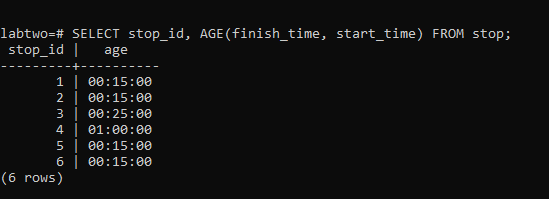 labtwo=# SELECT stop_id, AGE(finish_time, start_time) FROM stop;
 stop_id |   age
---------+----------
       1 | 00:15:00
       2 | 00:15:00
       3 | 00:25:00
       4 | 01:00:00
       5 | 00:15:00
       6 | 00:15:00
(6 rows)